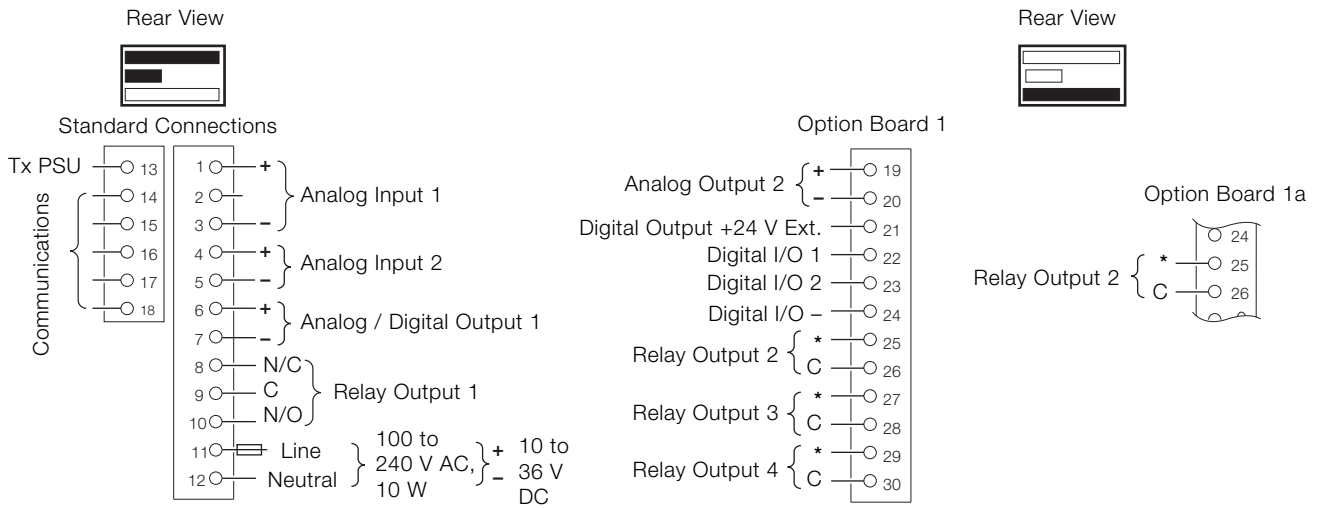 Rear View
Standard Connections
Tx PSU 13
14
15
16
17
18
Communications
1 +
2
3 –
Analog Input 1
4 +
5 –
Analog Input 2
6 +
7 –
Analog / Digital Output 1
8 N/C
9 C
10 N/O
Relay Output 1
11 Line
12 Neutral
100 to
240 V AC,
10 W
+ 10 to
– 36 V
DC
Rear View
Option Board 1
Analog Output 2
+ 19
– 20
Digital Output +24 V Ext. 21
Digital I/O 1 22
Digital I/O 2 23
Digital I/O – 24
Relay Output 2
* 25
C 26
Relay Output 3
* 27
C 28
Relay Output 4
* 29
C 30
Option Board 1a
24
Relay Output 2
* 25
C 26